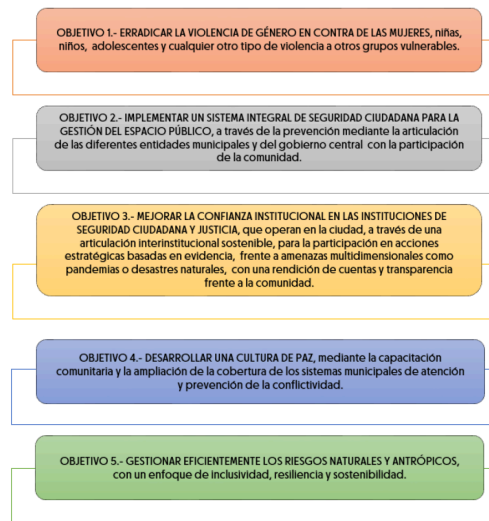 OBJETIVO 1.- ERRADICAR LA VIOLENCIA DE GÉNERO EN CONTRA DE LAS MUJERES, niñas,
niños,  adolescentes y cualquier otro tipo de violencia a otros grupos vulnerables.
OBJETIVO 2.- IMPLEMENTAR UN SISTEMA INTEGRAL DE SEGURIDAD CIUDADANA PARA LA
GESTIÓN DEL ESPACIO PÚBLICO, a través de la prevención mediante la articulación
de las diferentes entidades municipales y del gobierno central  con la participación
de la comunidad.
OBJETIVO 3.- MEJORAR LA CONFIANZA INSTITUCIONAL EN LAS INSTITUCIONES DE
SEGURIDAD CIUDADANA Y JUSTICIA, que operan en la ciudad, a través de una
articulación interinstitucional sostenible, para la participación en acciones
estratégicas basadas en evidencia,  frente a amenazas multidimensionales como
pandemias o desastres naturales,  con una rendición de cuentas y transparencia
frente a la comunidad.
OBJETIVO 4.- DESARROLLAR UNA CULTURA DE PAZ, mediante la capacitación
comunitaria y la ampliación de la cobertura de los sistemas municipales de atención
y prevención de la conflictividad.
OBJETIVO 5.- GESTIONAR EFICIENTEMENTE LOS RIESGOS NATURALES Y ANTRÓPICOS,
con un enfoque de inclusividad, resiliencia y sostenibilidad.